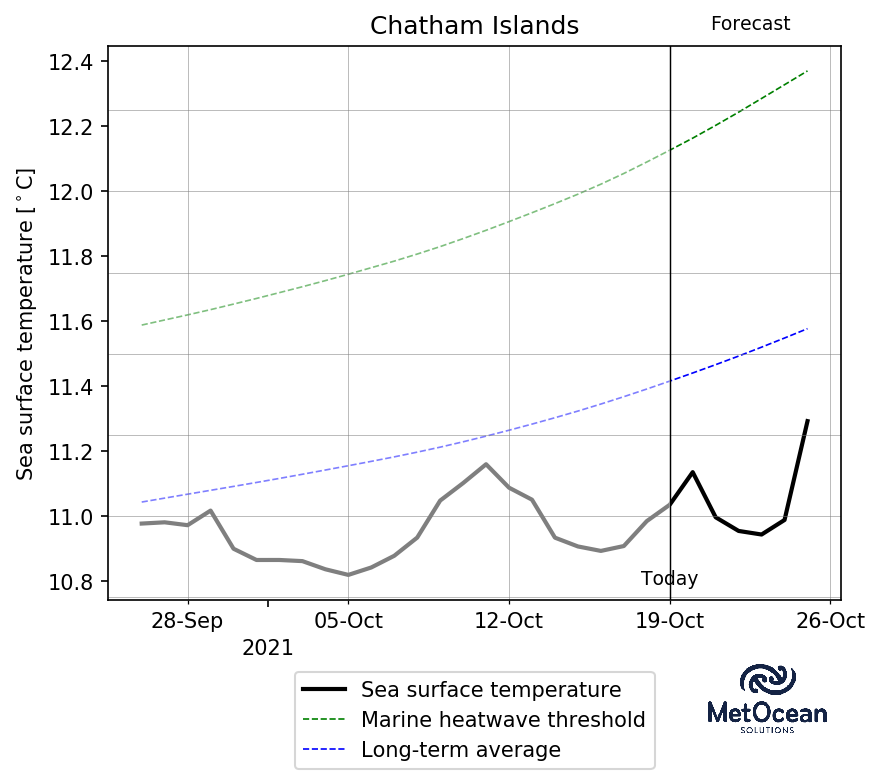 Chatham Islands
Forecast
12.4
12.2
12.0
11.8
11.6
11.4
11.2
11.0
10.8
Sea surface temperature [°C]
Today
28-Sep 05-Oct 12-Oct 19-Oct 26-Oct
2021
Sea surface temperature
Marine heatwave threshold
Long-term average
MetOcean
SOLUTIONS